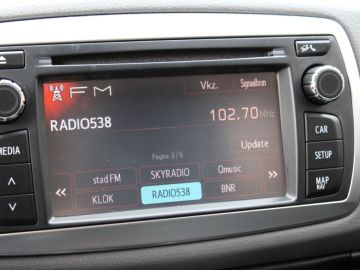 FM Vkz. Signaalbron
RADIO538 102.70 MHz
Update
Pagina 3/6
stad FM SKYRADIO Qmusic
« KLOK RADIO538 BNR »
MEDIA
CAR
SETUP
MAP
NAV